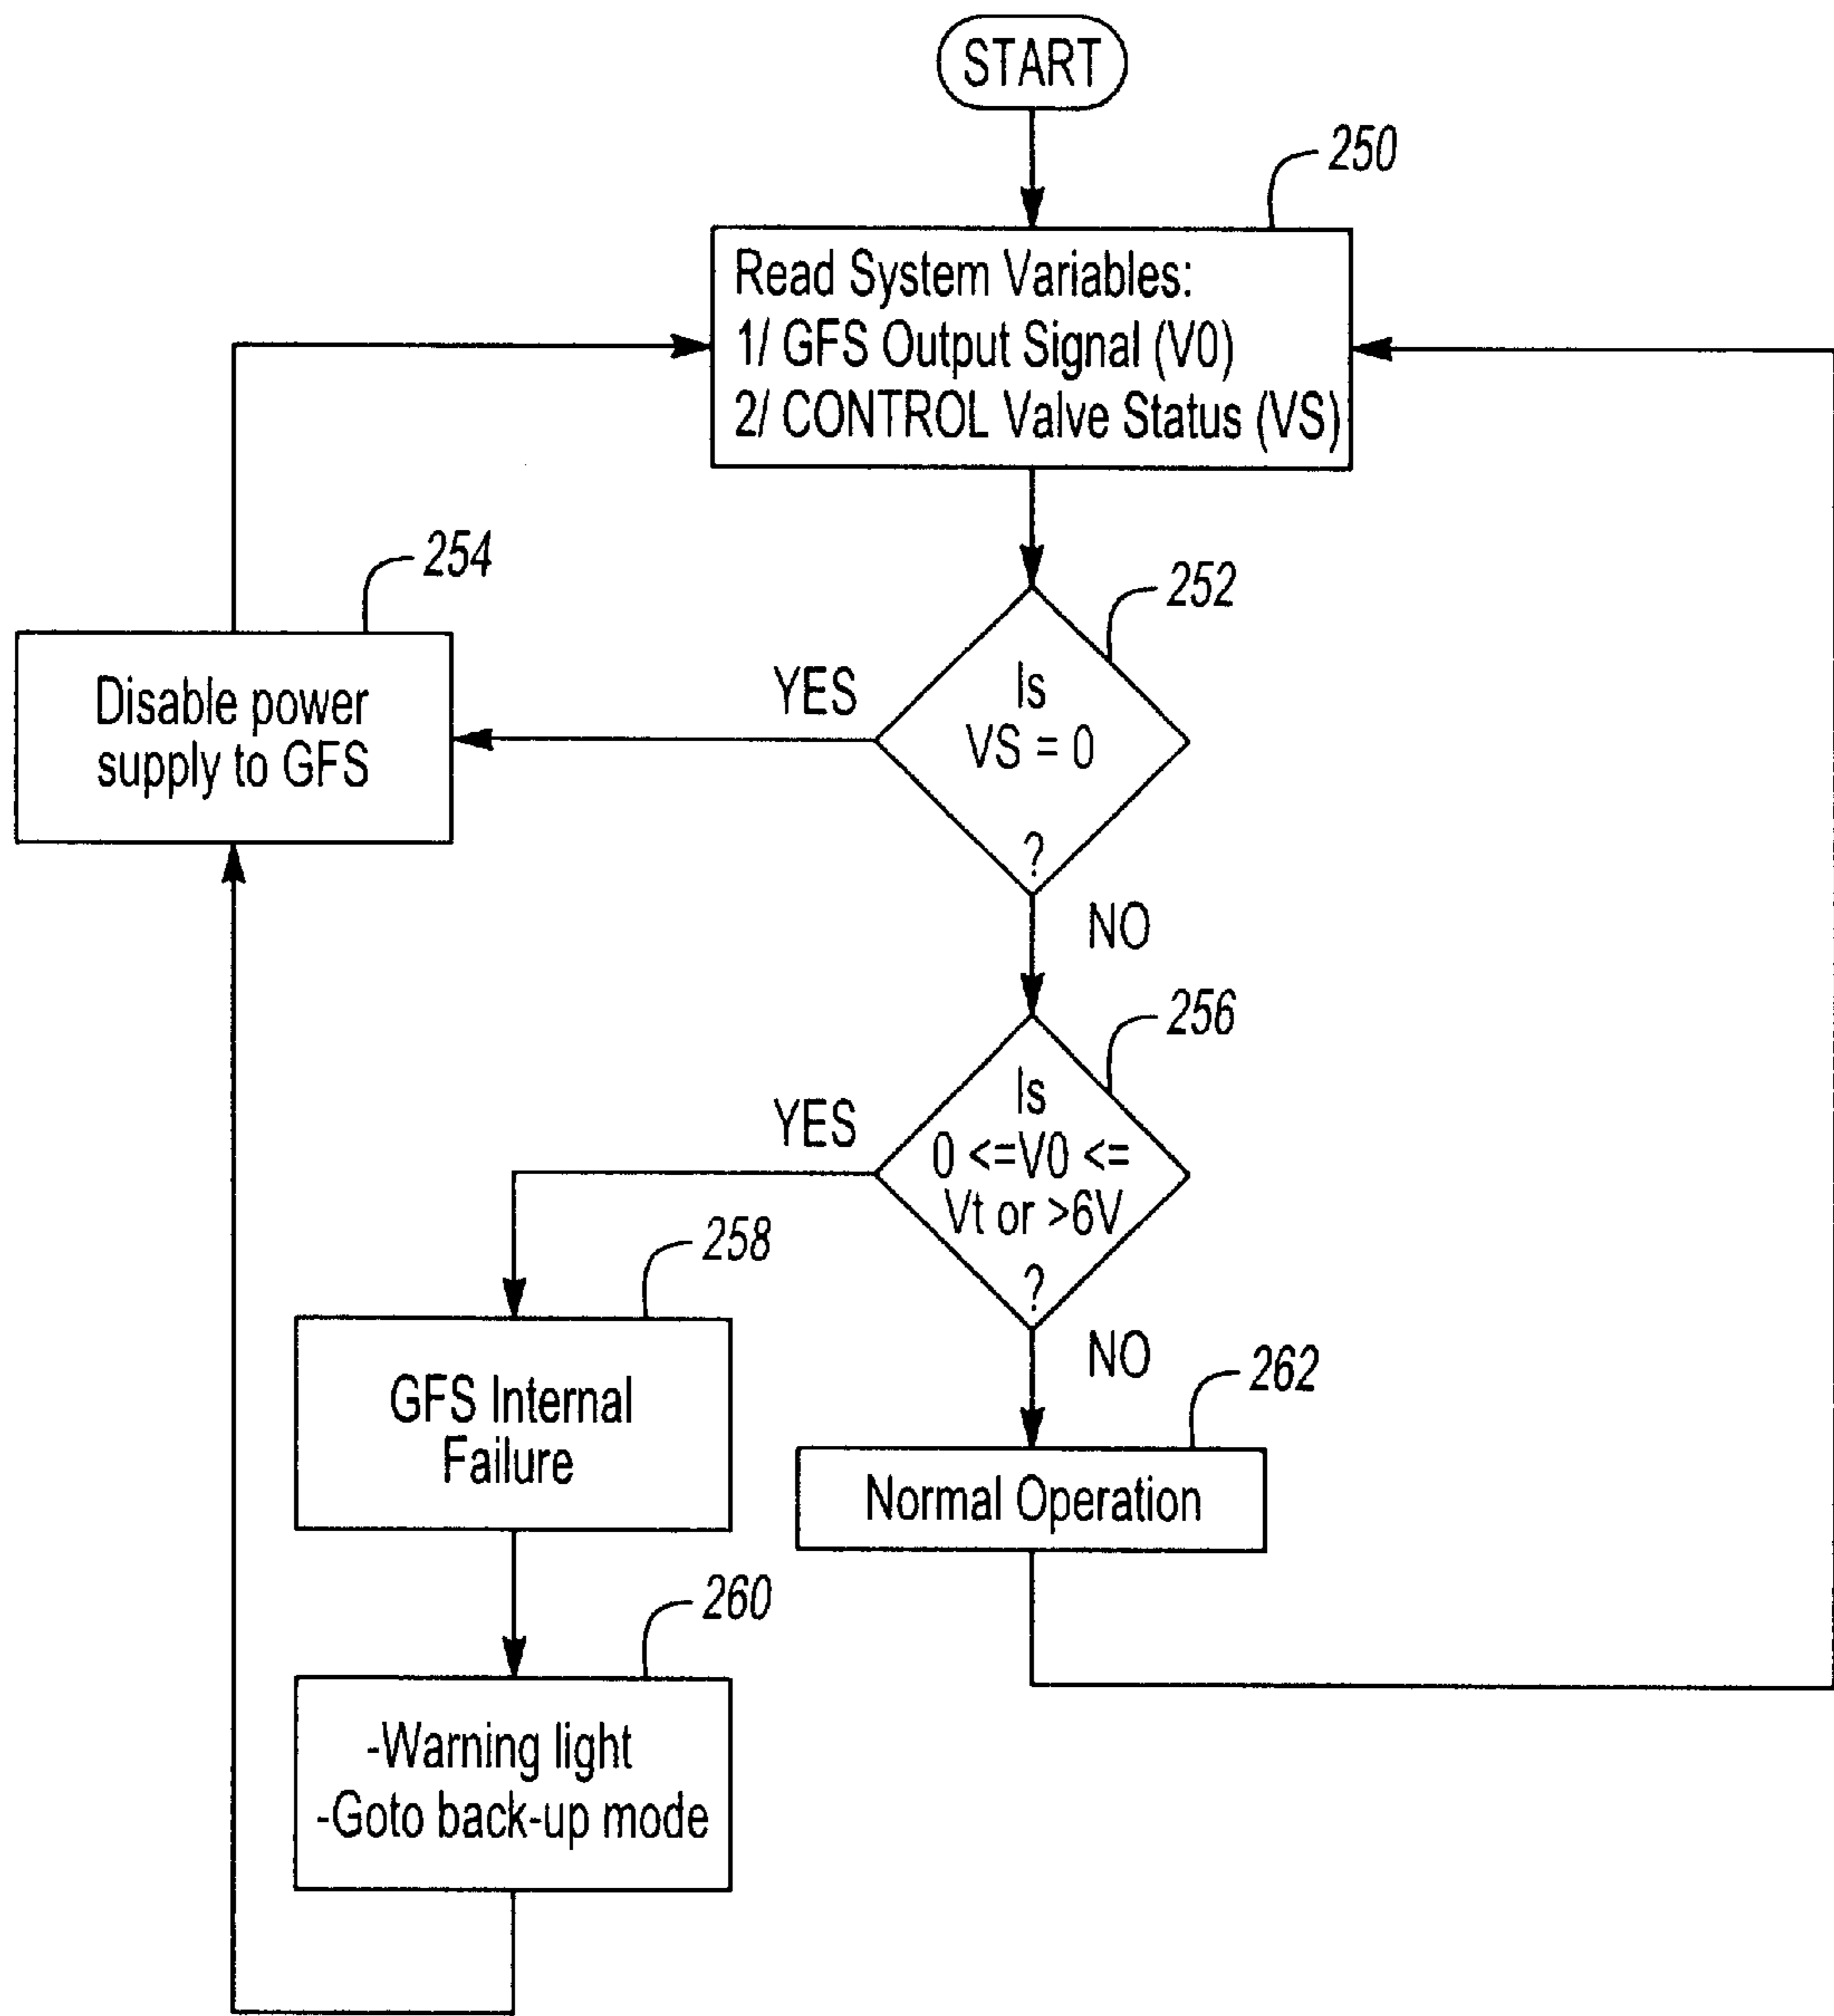 START
250
Read System Variables:
1/ GFS Output Signal (V0)
2/ CONTROL Valve Status (VS)
254
252
Disable power
supply to GFS
YES
Is
VS = 0
?
NO
256
YES
Is
0 <=V0 <=
Vt or >6V
?
258
NO
262
GFS Internal
Failure
Normal Operation
260
-Warning light
-Goto back-up mode